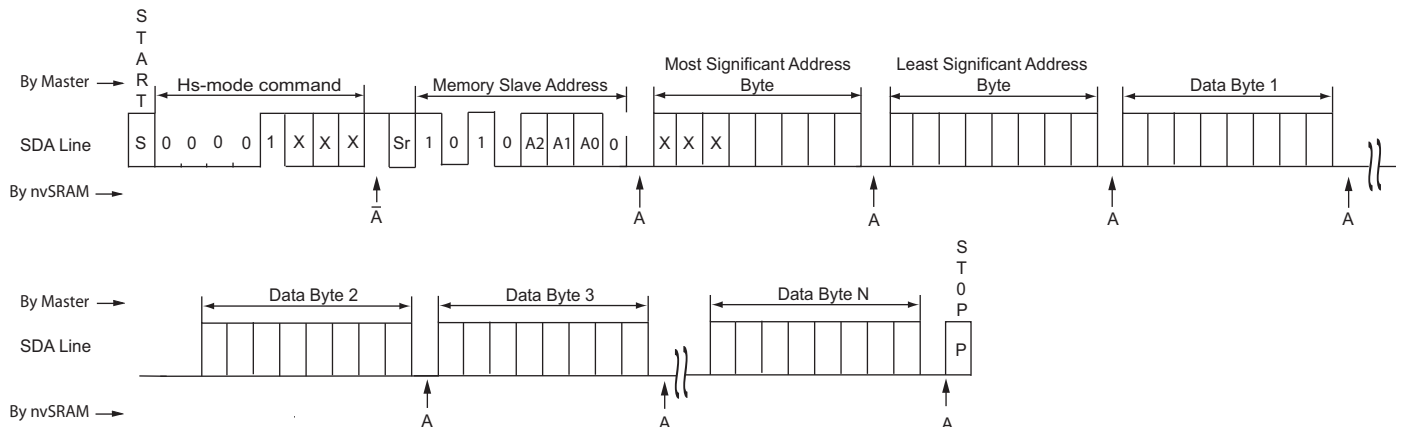 START
By Master
Hs-mode command
Memory Slave Address
Most Significant Address
Byte
Least Significant Address
Byte
Data Byte 1
SDA Line
S 0 0 0 0 1 X X X Sr 1 0 1 0 A2 A1 A0 0 X X X
By nvSRAM
A̅ A A A A
ST0P
By Master
Data Byte 2
Data Byte 3
Data Byte N
SDA Line
P
By nvSRAM
A A A